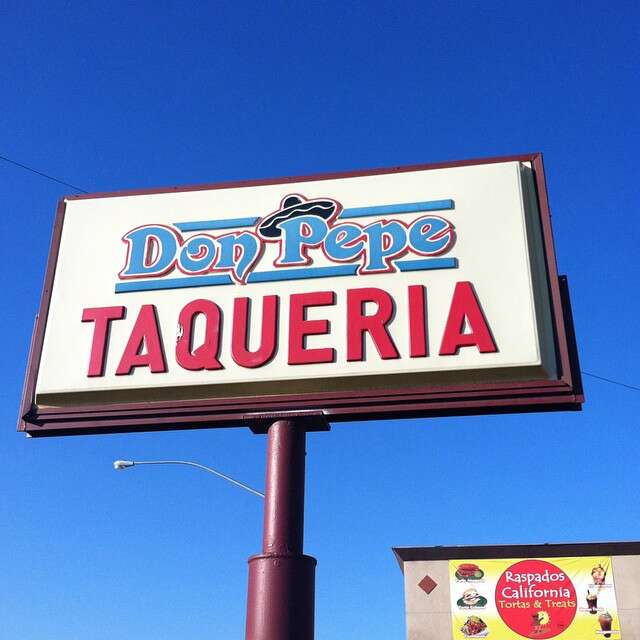 Don Pepe
TAQUERIA
Raspados
California
Tortas & Treats